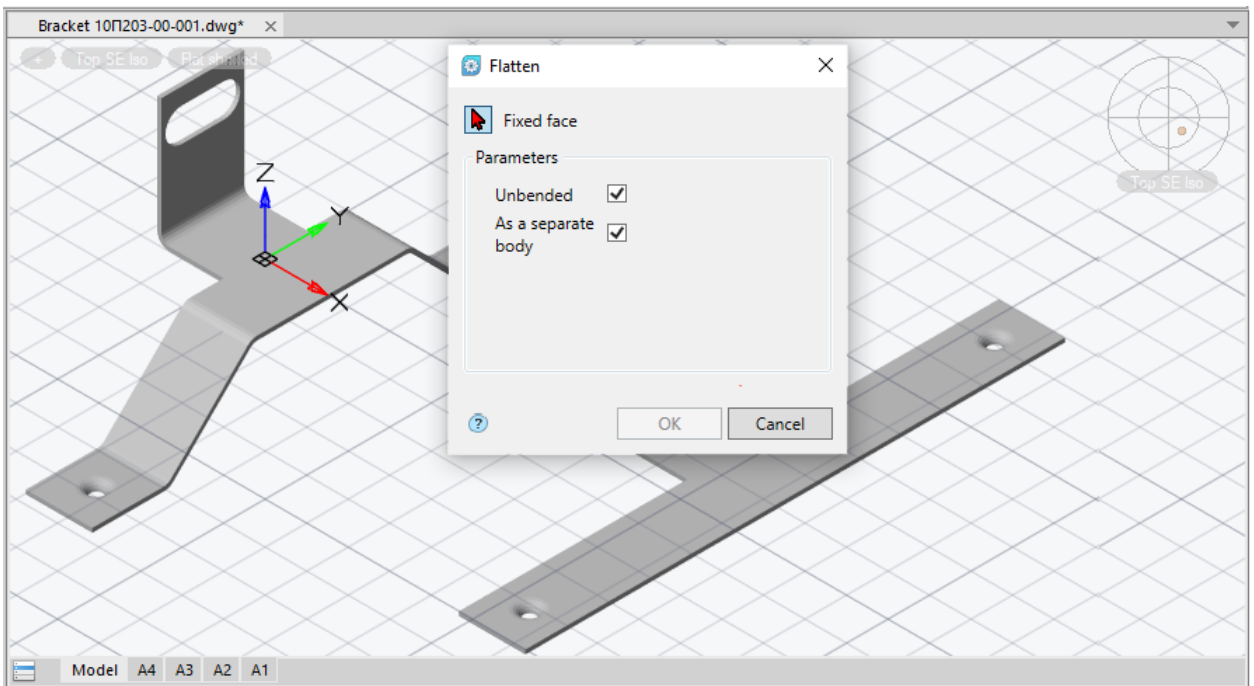 Bracket 10П203-00-001.dwg*
+ Top SE Iso Flat shaded
Flatten
Fixed face
Parameters
Unbended
As a separate
body
Z
Y
X
Top SE Iso
?
OK Cancel
Model A4 A3 A2 A1